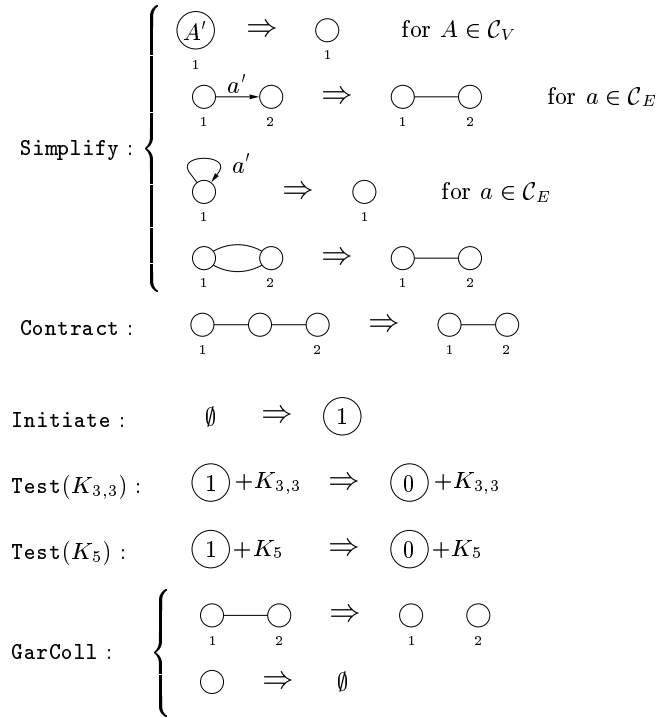 A′ ⇒ for A ∈ C_V
1 1
a′ ⇒ for a ∈ C_E
1 2 1 2
Simplify :
a′ ⇒ for a ∈ C_E
1 1
⇒
1 2 1 2
Contract : ⇒
1 2 1 2
Initiate : ∅ ⇒ 1
Test(K_{3,3}) : 1 +K_{3,3} ⇒ 0 +K_{3,3}
Test(K_5) : 1 +K_5 ⇒ 0 +K_5
⇒
1 2 1 2
GarColl :
⇒ ∅